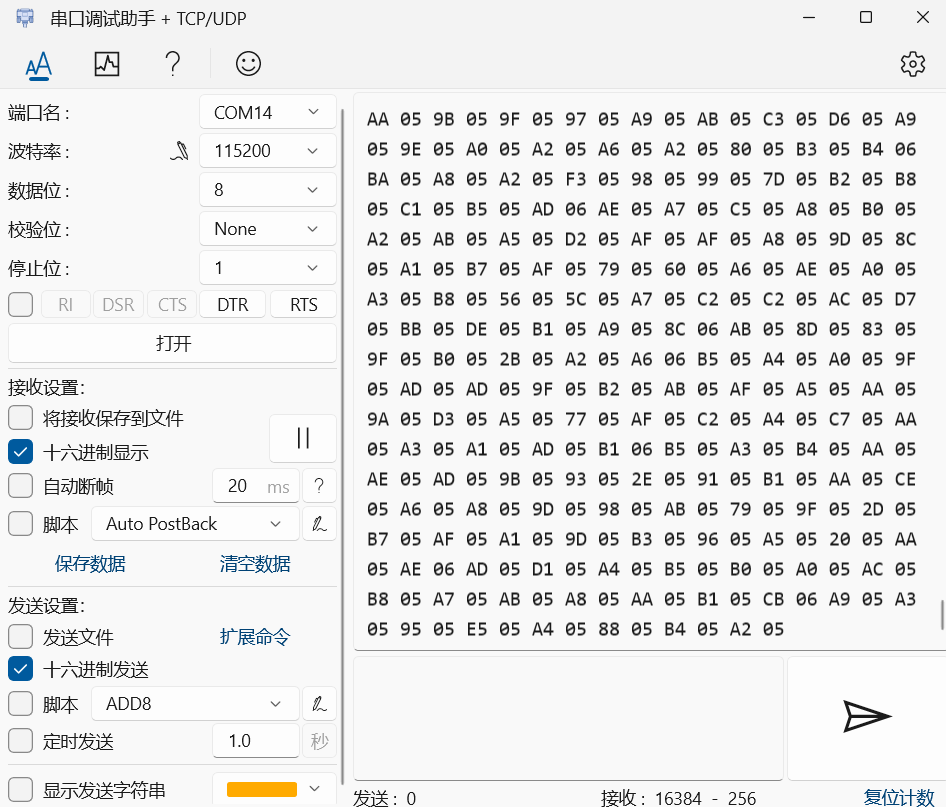 串口调试助手 + TCP/UDP
端口名：
COM14
波特率：
115200
数据位：
8
校验位：
None
停止位：
1
RI DSR CTS DTR RTS
打开
接收设置：
将接收保存到文件
十六进制显示
自动断帧
20 ms ?
脚本
Auto PostBack
保存数据 清空数据
发送设置：
发送文件 扩展命令
十六进制发送
脚本
ADD8
定时发送
1.0 秒
显示发送字符串
AA 05 9B 05 9F 05 97 05 A9 05 AB 05 C3 05 D6 05 A9
05 9E 05 A0 05 A2 05 A6 05 A2 05 80 05 B3 05 B4 06
BA 05 A8 05 A2 05 F3 05 98 05 99 05 7D 05 B2 05 B8
05 C1 05 B5 05 AD 06 AE 05 A7 05 C5 05 A8 05 B0 05
A2 05 AB 05 A5 05 D2 05 AF 05 AF 05 A8 05 9D 05 8C
05 A1 05 B7 05 AF 05 79 05 60 05 A6 05 AE 05 A0 05
A3 05 B8 05 56 05 5C 05 A7 05 C2 05 C2 05 AC 05 D7
05 BB 05 DE 05 B1 05 A9 05 8C 06 AB 05 8D 05 83 05
9F 05 B0 05 2B 05 A2 05 A6 06 B5 05 A4 05 A0 05 9F
05 AD 05 AD 05 9F 05 B2 05 AB 05 AF 05 A5 05 AA 05
9A 05 D3 05 A5 05 77 05 AF 05 C2 05 A4 05 C7 05 AA
05 A3 05 A1 05 AD 05 B1 06 B5 05 A3 05 B4 05 AA 05
AE 05 AD 05 9B 05 93 05 2E 05 91 05 B1 05 AA 05 CE
05 A6 05 A8 05 9D 05 98 05 AB 05 79 05 9F 05 2D 05
B7 05 AF 05 A1 05 9D 05 B3 05 96 05 A5 05 20 05 AA
05 AE 06 AD 05 D1 05 A4 05 B5 05 B0 05 A0 05 AC 05
B8 05 A7 05 AB 05 A8 05 AA 05 B1 05 CB 06 A9 05 A3
05 95 05 E5 05 A4 05 88 05 B4 05 A2 05
发送：0 接收：16384 - 256 复位计数